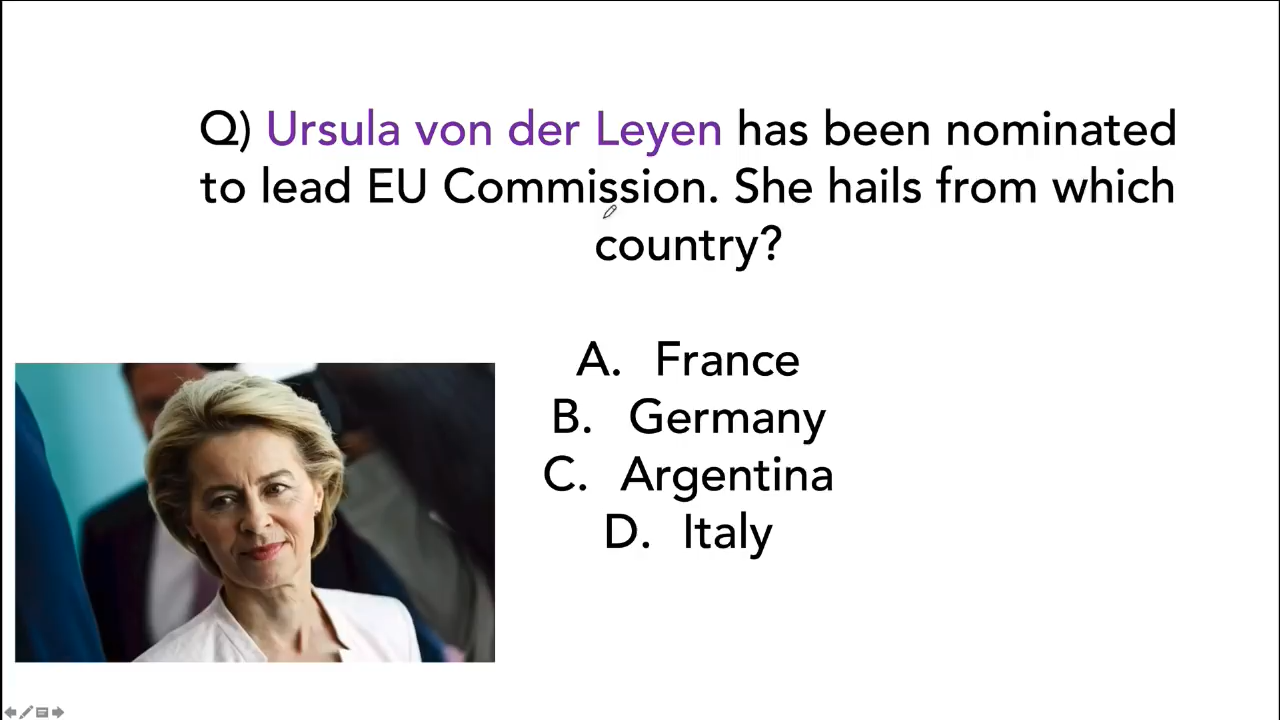 Q) Ursula von der Leyen has been nominated
to lead EU Commission. She hails from which
country?
A. France
B. Germany
C. Argentina
D. Italy